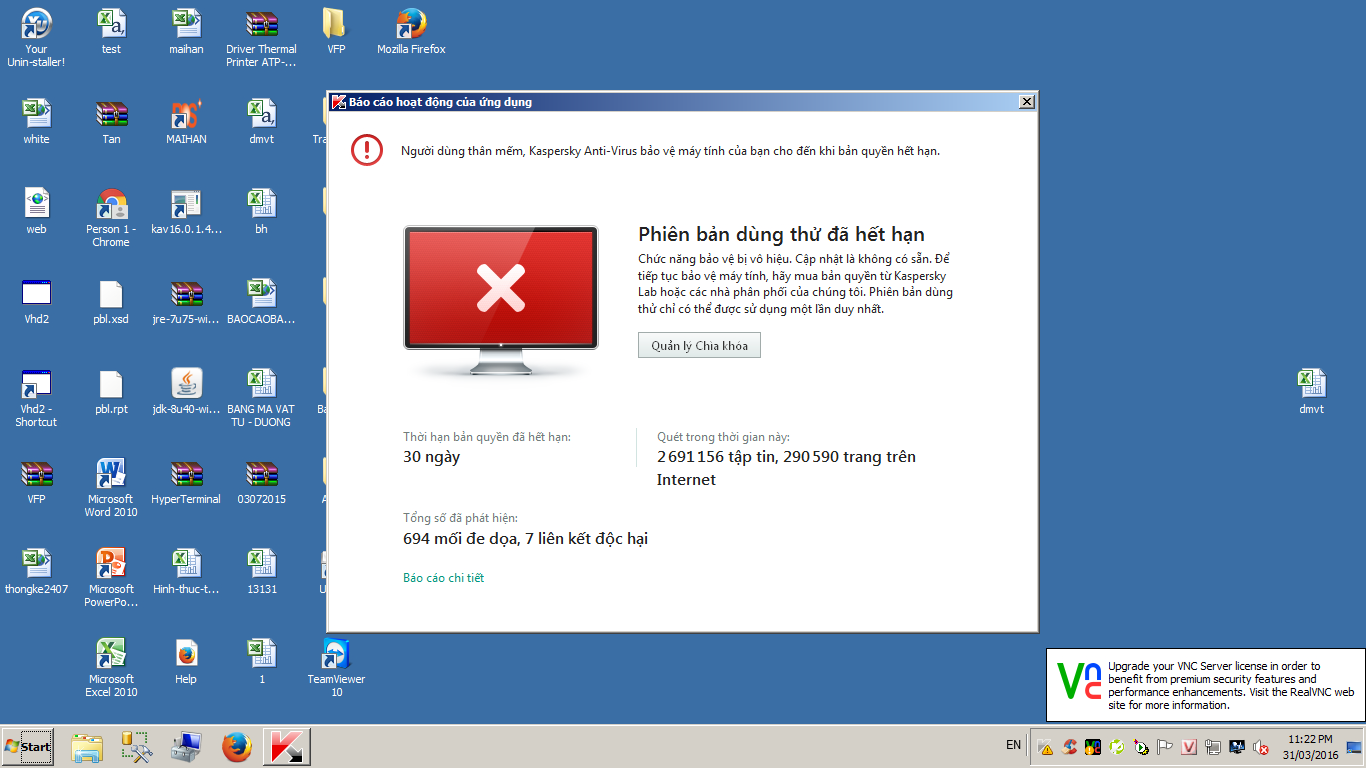 Your
Unin-staller!
test
maihan
Driver Thermal
Printer ATP-...
VFP
Mozilla Firefox
white
Tan
MAIHAN
dmvt
Tra
web
Person 1 -
Chrome
kav16.0.1.4...
bh
Vhd2
pbl.xsd
jre-7u75-wi...
BAOCAOBA...
Vhd2 -
Shortcut
pbl.rpt
jdk-8u40-wi...
BANG MA VAT
TU - DUONG
Ba
VFP
Microsoft
Word 2010
HyperTerminal
03072015
A
thongke2407
Microsoft
PowerPo...
Hinh-thuc-t...
13131
U
Microsoft
Excel 2010
Help
1
TeamViewer
10
dmvt
Báo cáo hoạt động của ứng dụng
Người dùng thân mếm, Kaspersky Anti-Virus bảo vệ máy tính của bạn cho đến khi bản quyền hết hạn.
Phiên bản dùng thử đã hết hạn
Chức năng bảo vệ bị vô hiệu. Cập nhật là không có sẵn. Để
tiếp tục bảo vệ máy tính, hãy mua bản quyền từ Kaspersky
Lab hoặc các nhà phân phối của chúng tôi. Phiên bản dùng
thử chỉ có thể được sử dụng một lần duy nhất.
Quản lý Chìa khóa
Thời hạn bản quyền đã hết hạn:
30 ngày
Quét trong thời gian này:
2 691 156 tập tin, 290 590 trang trên
Internet
Tổng số đã phát hiện:
694 mối đe dọa, 7 liên kết độc hại
Báo cáo chi tiết
Upgrade your VNC Server license in order to
benefit from premium security features and
performance enhancements. Visit the RealVNC web
site for more information.
Start
EN
11:22 PM
31/03/2016